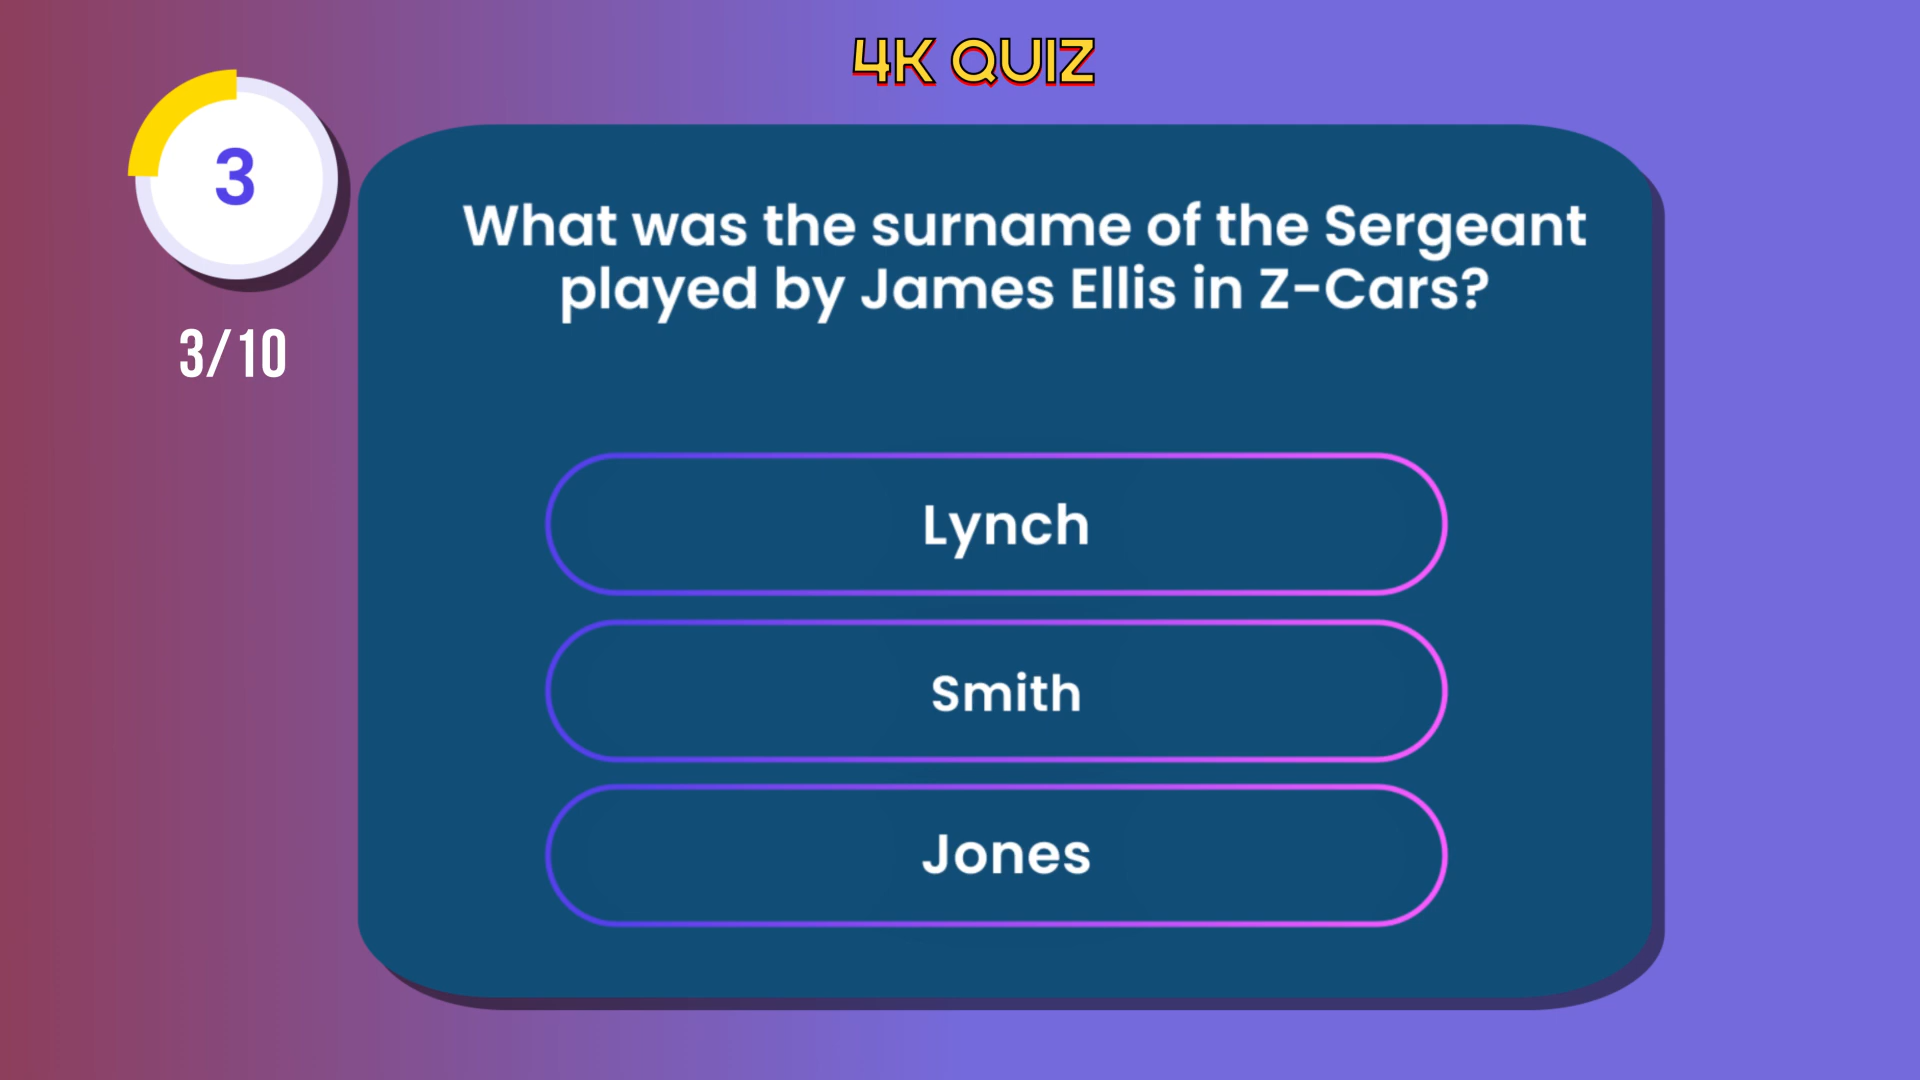 4K QUIZ
3
3/10
What was the surname of the Sergeant
played by James Ellis in Z-Cars?
Lynch
Smith
Jones